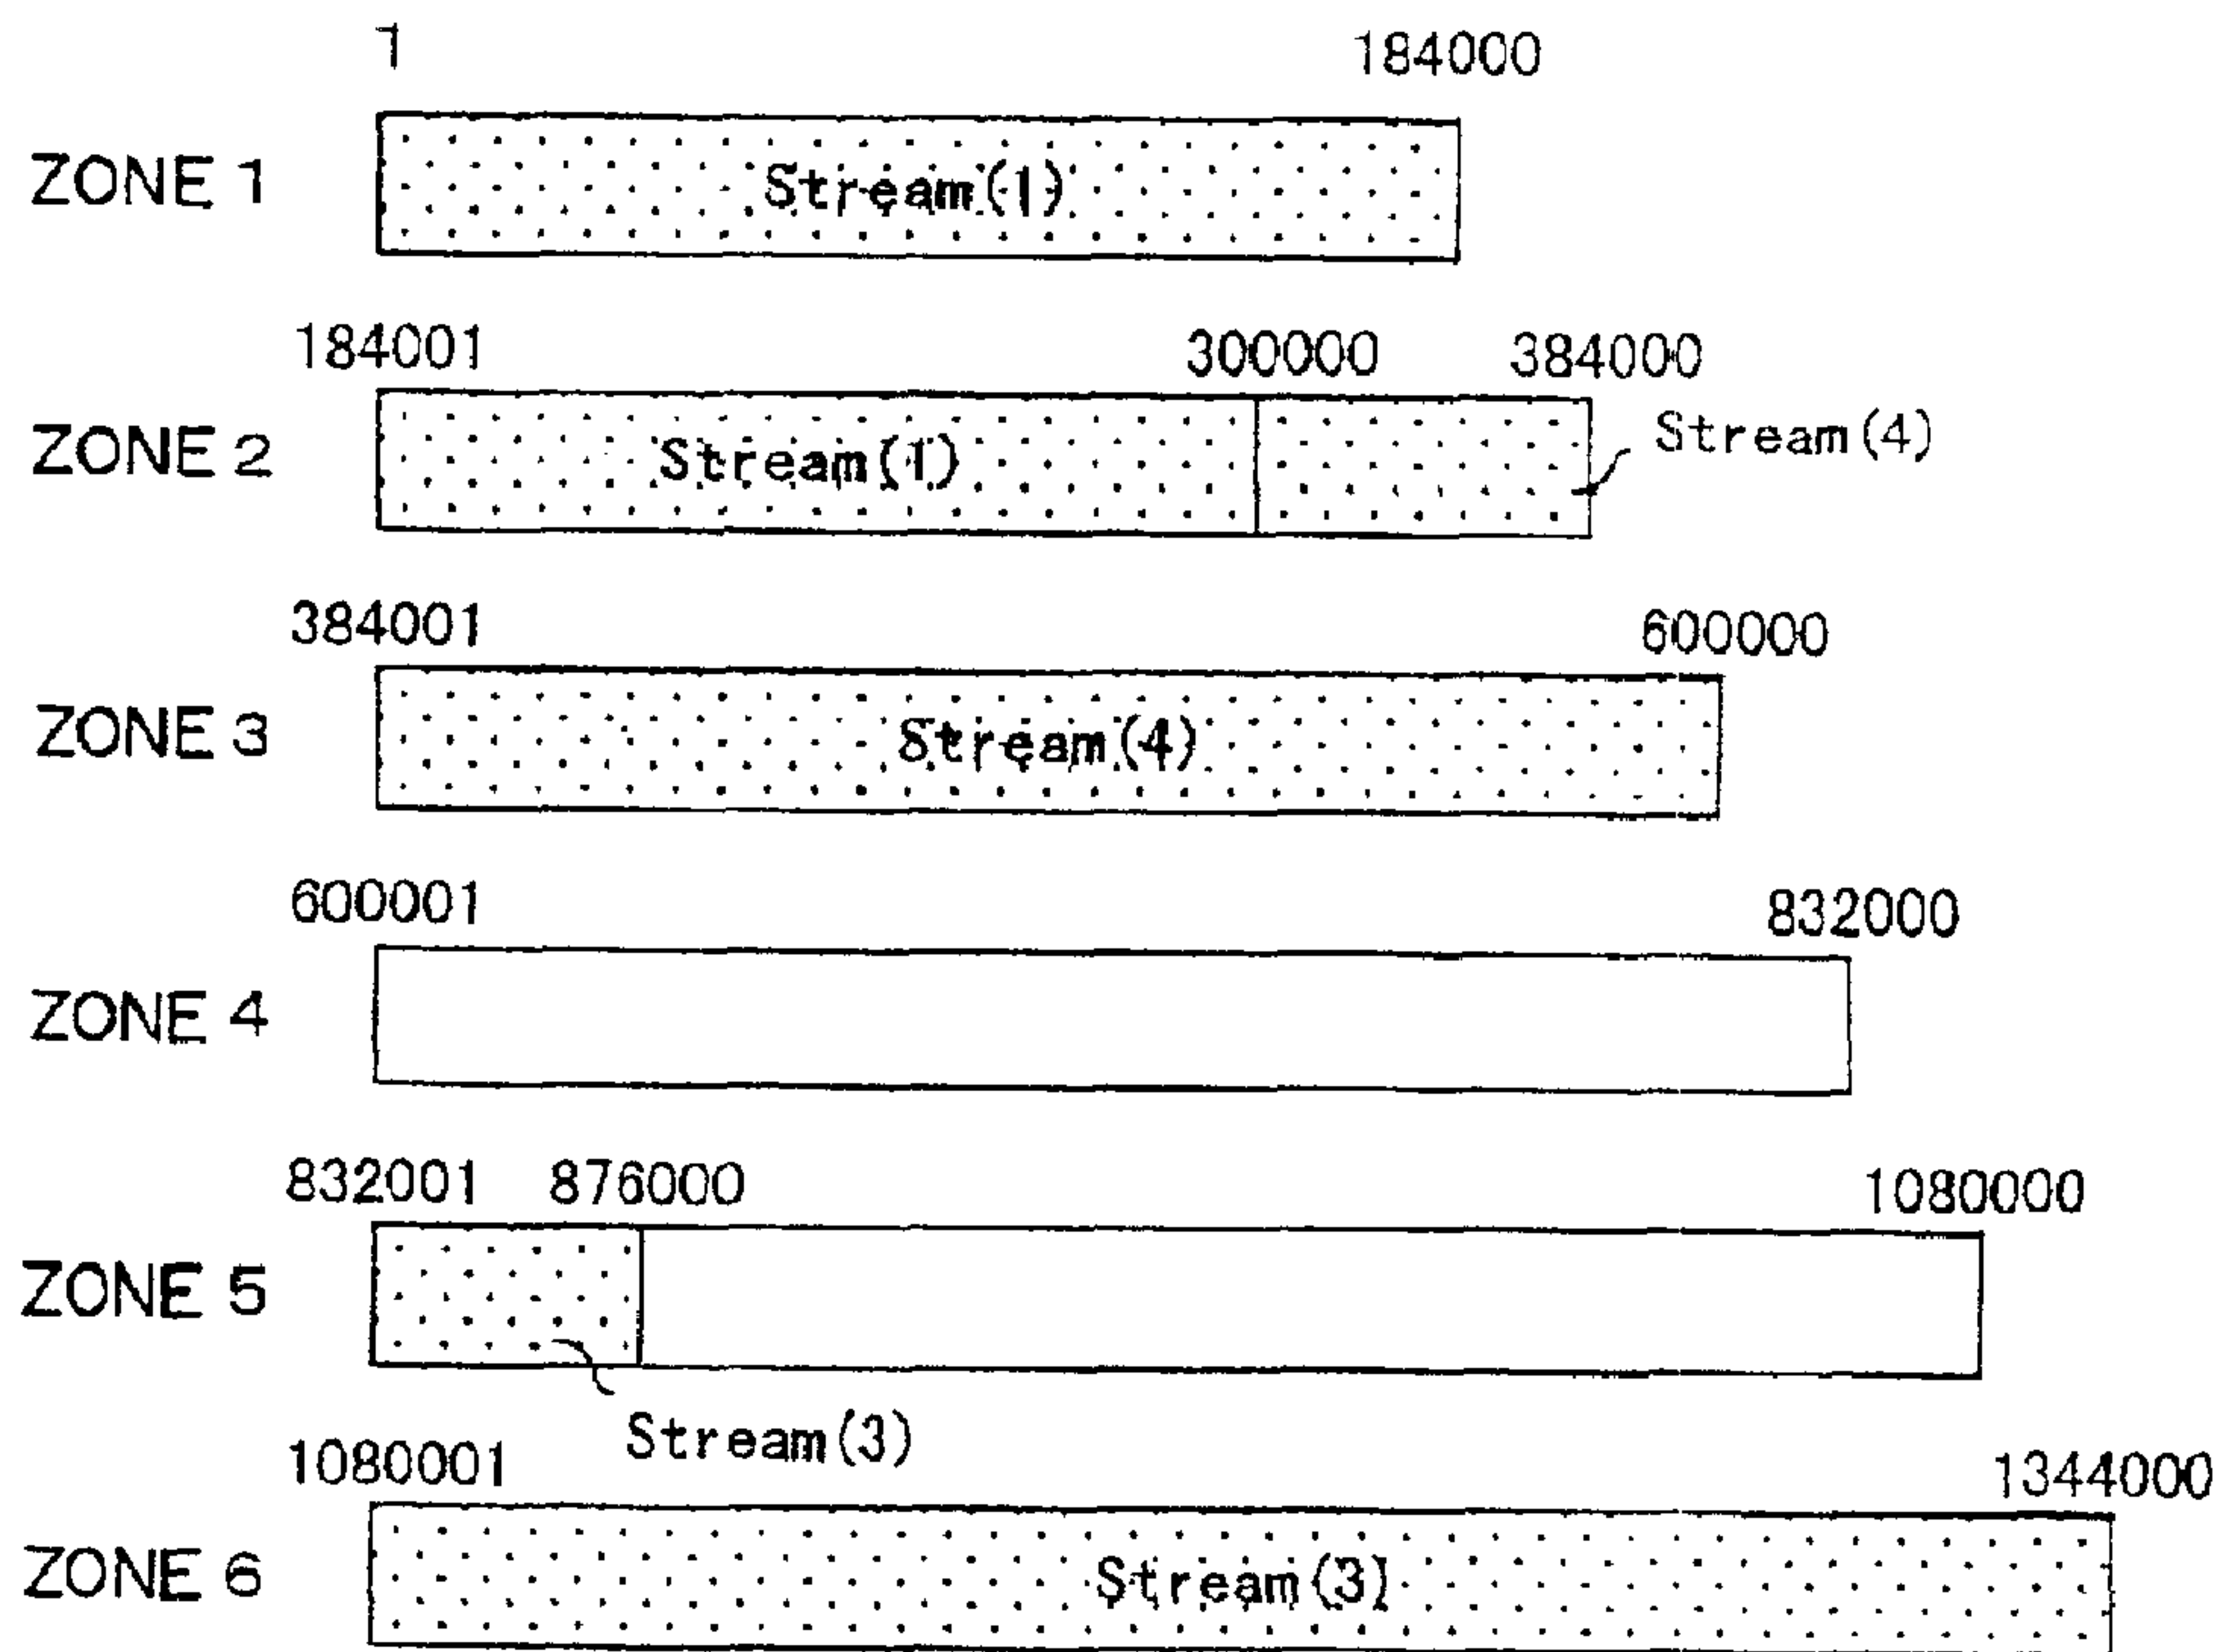 1 184000
ZONE 1 Stream(1)
184001 300000 384000
ZONE 2 Stream(1) Stream(4)
384001 600000
ZONE 3 Stream(4)
600001 832000
ZONE 4
832001 876000 1080000
ZONE 5
Stream(3)
1080001 1344000
ZONE 6 Stream(3)